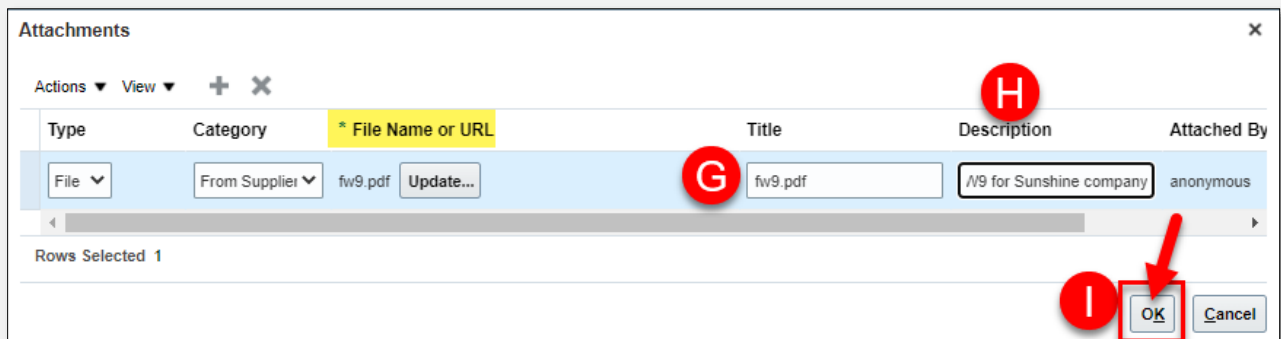 Attachments
Actions View
H
Type Category * File Name or URL Title Description Attached By
File From Supplier fw9.pdf Update... G fw9.pdf for Sunshine company anonymous
Rows Selected 1
I OK Cancel